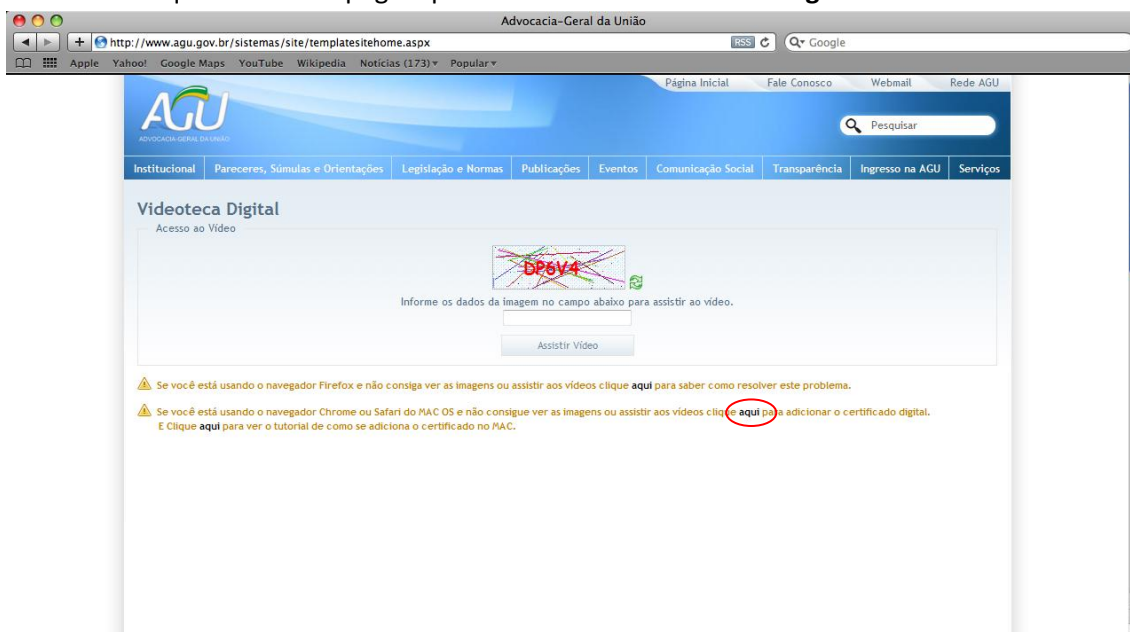 Advocacia-Geral da União
http://www.agu.gov.br/sistemas/site/templatesitehome.aspx RSS Google
Apple Yahoo! Google Maps YouTube Wikipedia Notícias (173) Popular
Página Inicial Fale Conosco Webmail Rede AGU
AGU
ADVOCACIA-GERAL DA UNIÃO
Pesquisar
Institucional Pareceres, Súmulas e Orientações Legislação e Normas Publicações Eventos Comunicação Social Transparência Ingresso na AGU Serviços
Videoteca Digital
Acesso ao Vídeo
DP6V4
Informe os dados da imagem no campo abaixo para assistir ao vídeo.
Assistir Vídeo
Se você está usando o navegador Firefox e não consiga ver as imagens ou assistir aos vídeos clique aqui para saber como resolver este problema.
Se você está usando o navegador Chrome ou Safari do MAC OS e não consigue ver as imagens ou assistir aos vídeos clique aqui para adicionar o certificado digital.
E Clique aqui para ver o tutorial de como se adiciona o certificado no MAC.